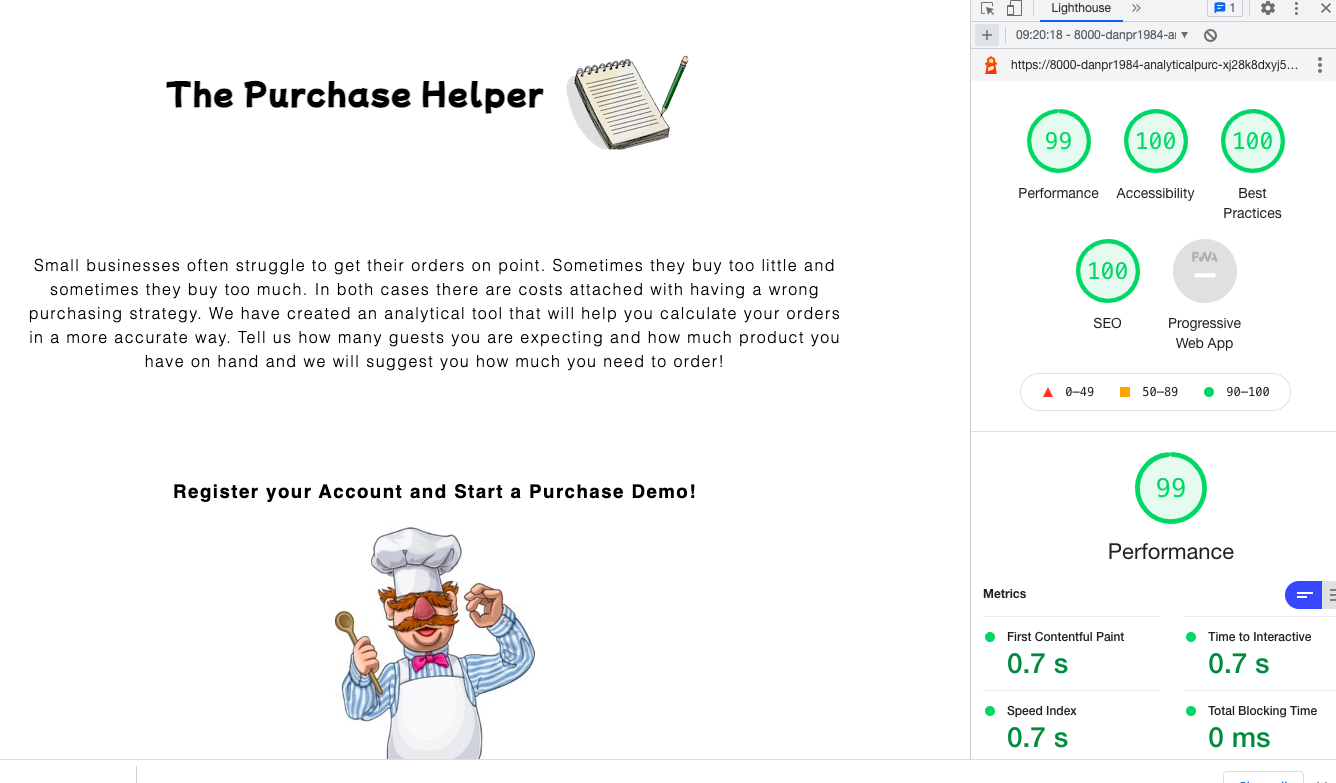 The Purchase Helper
Small businesses often struggle to get their orders on point. Sometimes they buy too little and
sometimes they buy too much. In both cases there are costs attached with having a wrong
purchasing strategy. We have created an analytical tool that will help you calculate your orders
in a more accurate way. Tell us how many guests you are expecting and how much product you
have on hand and we will suggest you how much you need to order!
Register your Account and Start a Purchase Demo!
Lighthouse
1
09:20:18 - 8000-danpr1984-a
https://8000-danpr1984-analyticalpurc-xj28k8dxyj5...
99
100
100
Performance
Accessibility
Best
Practices
100
PWA
SEO
Progressive
Web App
0–49
50–89
90–100
99
Performance
Metrics
First Contentful Paint
0.7 s
Time to Interactive
0.7 s
Speed Index
0.7 s
Total Blocking Time
0 ms